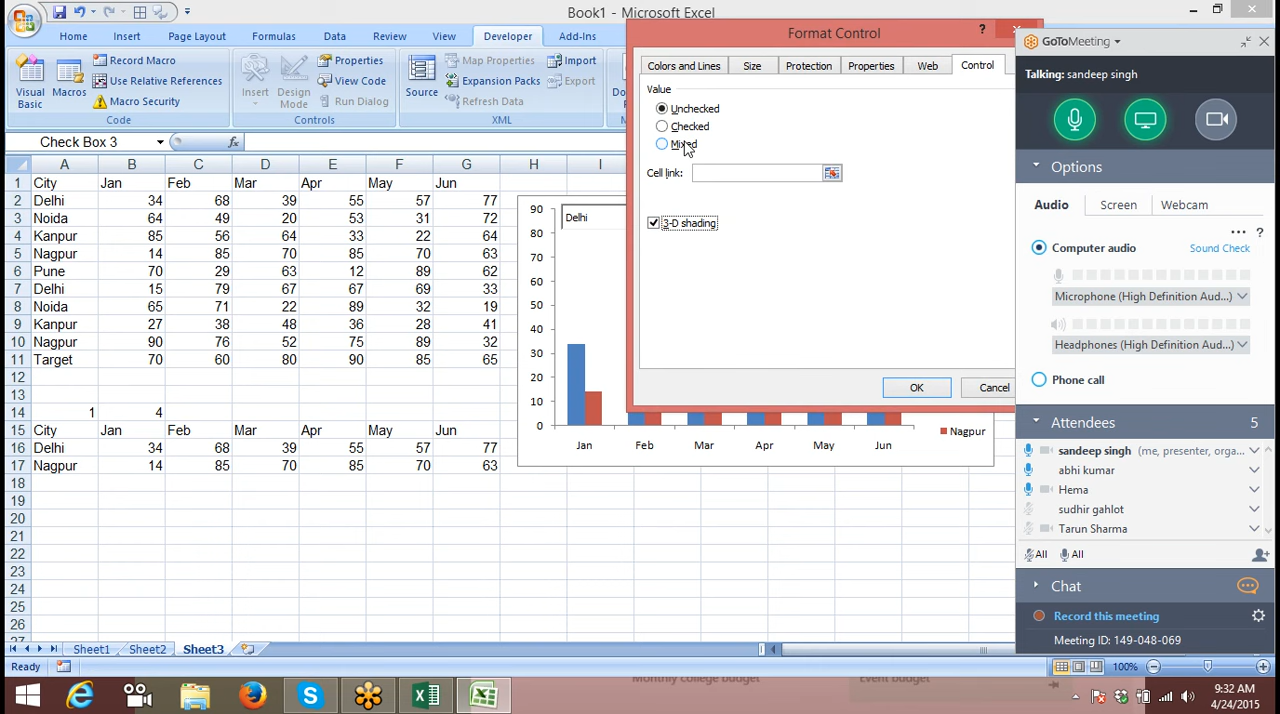 Book1 - Microsoft Excel
Home Insert Page Layout Formulas Data Review View Developer Add-Ins
Visual Basic
Macros
Record Macro
Use Relative References
Macro Security
Code
Insert
Design Mode
Properties
View Code
Run Dialog
Controls
Source
Map Properties
Expansion Packs
Refresh Data
Import
Export
XML
Check Box 3
fx
A B C D E F G H I
1 City Jan Feb Mar Apr May Jun
2 Delhi 34 68 39 55 57 77
3 Noida 64 49 20 53 31 72
4 Kanpur 85 56 64 33 22 64
5 Nagpur 14 85 70 85 70 63
6 Pune 70 29 63 12 89 62
7 Delhi 15 79 67 67 69 33
8 Noida 65 71 22 89 32 19
9 Kanpur 27 38 48 36 28 41
10 Nagpur 90 76 52 75 89 32
11 Target 70 60 80 90 85 65
12
13
14 1 4
15 City Jan Feb Mar Apr May Jun
16 Delhi 34 68 39 55 57 77
17 Nagpur 14 85 70 85 70 63
18
19
20
21
22
23
24
25
26
27
90
80
70
60
50
40
30
20
10
0
Delhi
Jan Feb Mar Apr May Jun
Nagpur
Format Control
?
Colors and Lines Size Protection Properties Web Control
Value
Unchecked
Checked
Mixed
Cell link:
3-D shading
OK Cancel
GoToMeeting
Talking: sandeep singh
Options
Audio Screen Webcam
... ?
Computer audio Sound Check
Microphone (High Definition Aud...)
Headphones (High Definition Aud...)
Phone call
Attendees 5
sandeep singh (me, presenter, orga...
abhi kumar
Hema
sudhir gahlot
Tarun Sharma
All All
Chat
Record this meeting
Meeting ID: 149-048-069
Sheet1 Sheet2 Sheet3
Ready
100%
Monthly college budget
Event budget
9:32 AM
4/24/2015